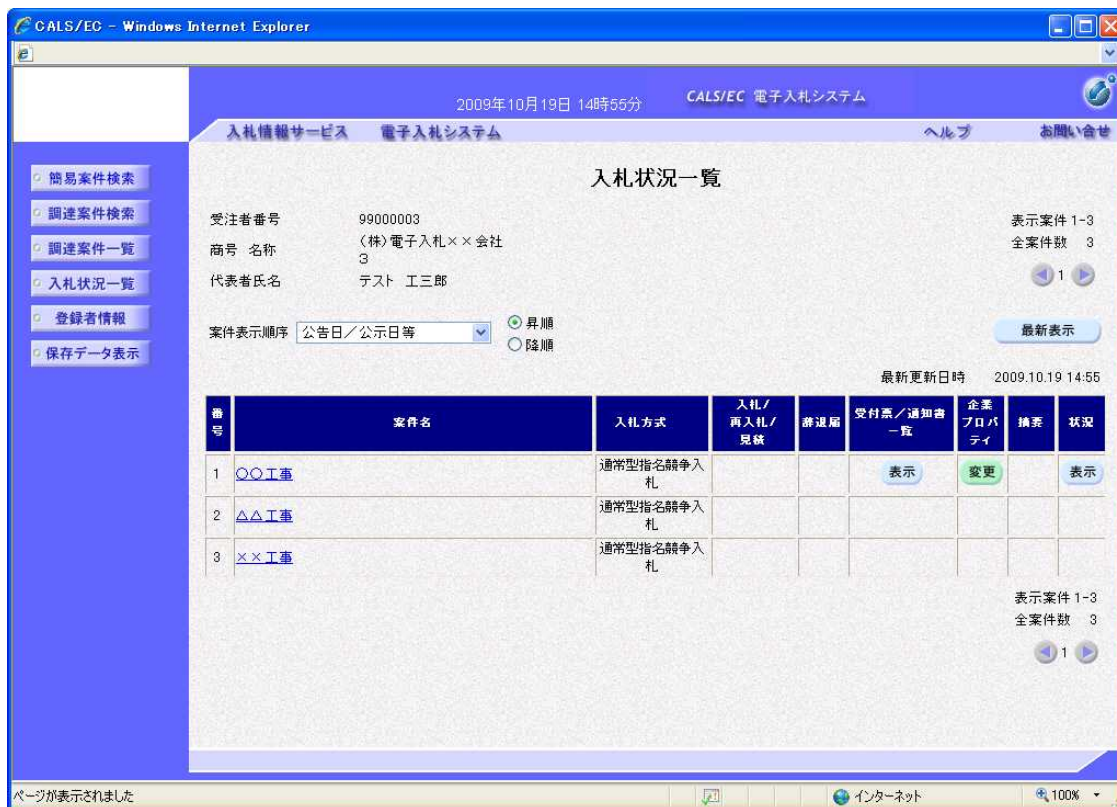 CALS/EC - Windows Internet Explorer
2009年10月19日 14時55分
CALS/EC 電子入札システム
入札情報サービス 電子入札システム ヘルプ お問い合せ
簡易案件検索
調達案件検索
調達案件一覧
入札状況一覧
登録者情報
保存データ表示
入札状況一覧
受注者番号 99000003
商号 名称 (株)電子入札××会社
3
代表者氏名 テスト 工三郎
表示案件 1-3
全案件数 3
1
案件表示順序 公告日/公示日等
昇順
降順
最新表示
最新更新日時 2009.10.19 14:55
番号 案件名 入札方式 入札/再入札/見積 辞退届 受付票/通知書一覧 企業プロパティ 摘要 状況
1 〇〇工事 通常型指名競争入札 表示 変更 表示
2 △△工事 通常型指名競争入札
3 ××工事 通常型指名競争入札
表示案件 1-3
全案件数 3
1
ページが表示されました インターネット 100%